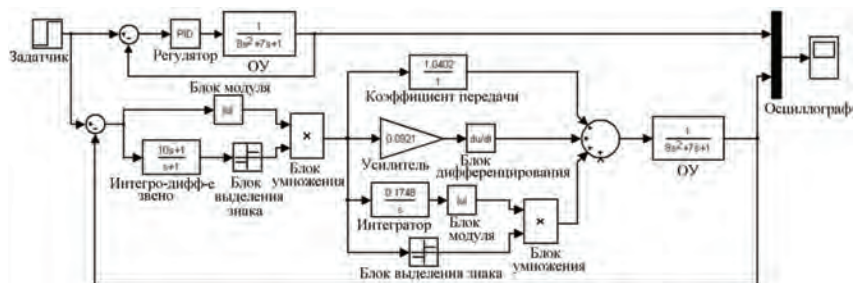 Задатчик
PID
Регулятор
1
8s²+7s+1
ОУ
Блок модуля
|u|
10s+1
s+1
Интегро-дифф-е
звено
Блок
выделения
знака
×
Блок
умножения
1.0402
1
Коэффициент передачи
0.0921
Усилитель
du/dt
Блок
дифференцирования
0.1748
s
Интегратор
|u|
Блок
модуля
×
Блок
умножения
Блок выделения знака
1
8s²+7s+1
ОУ
Осциллограф